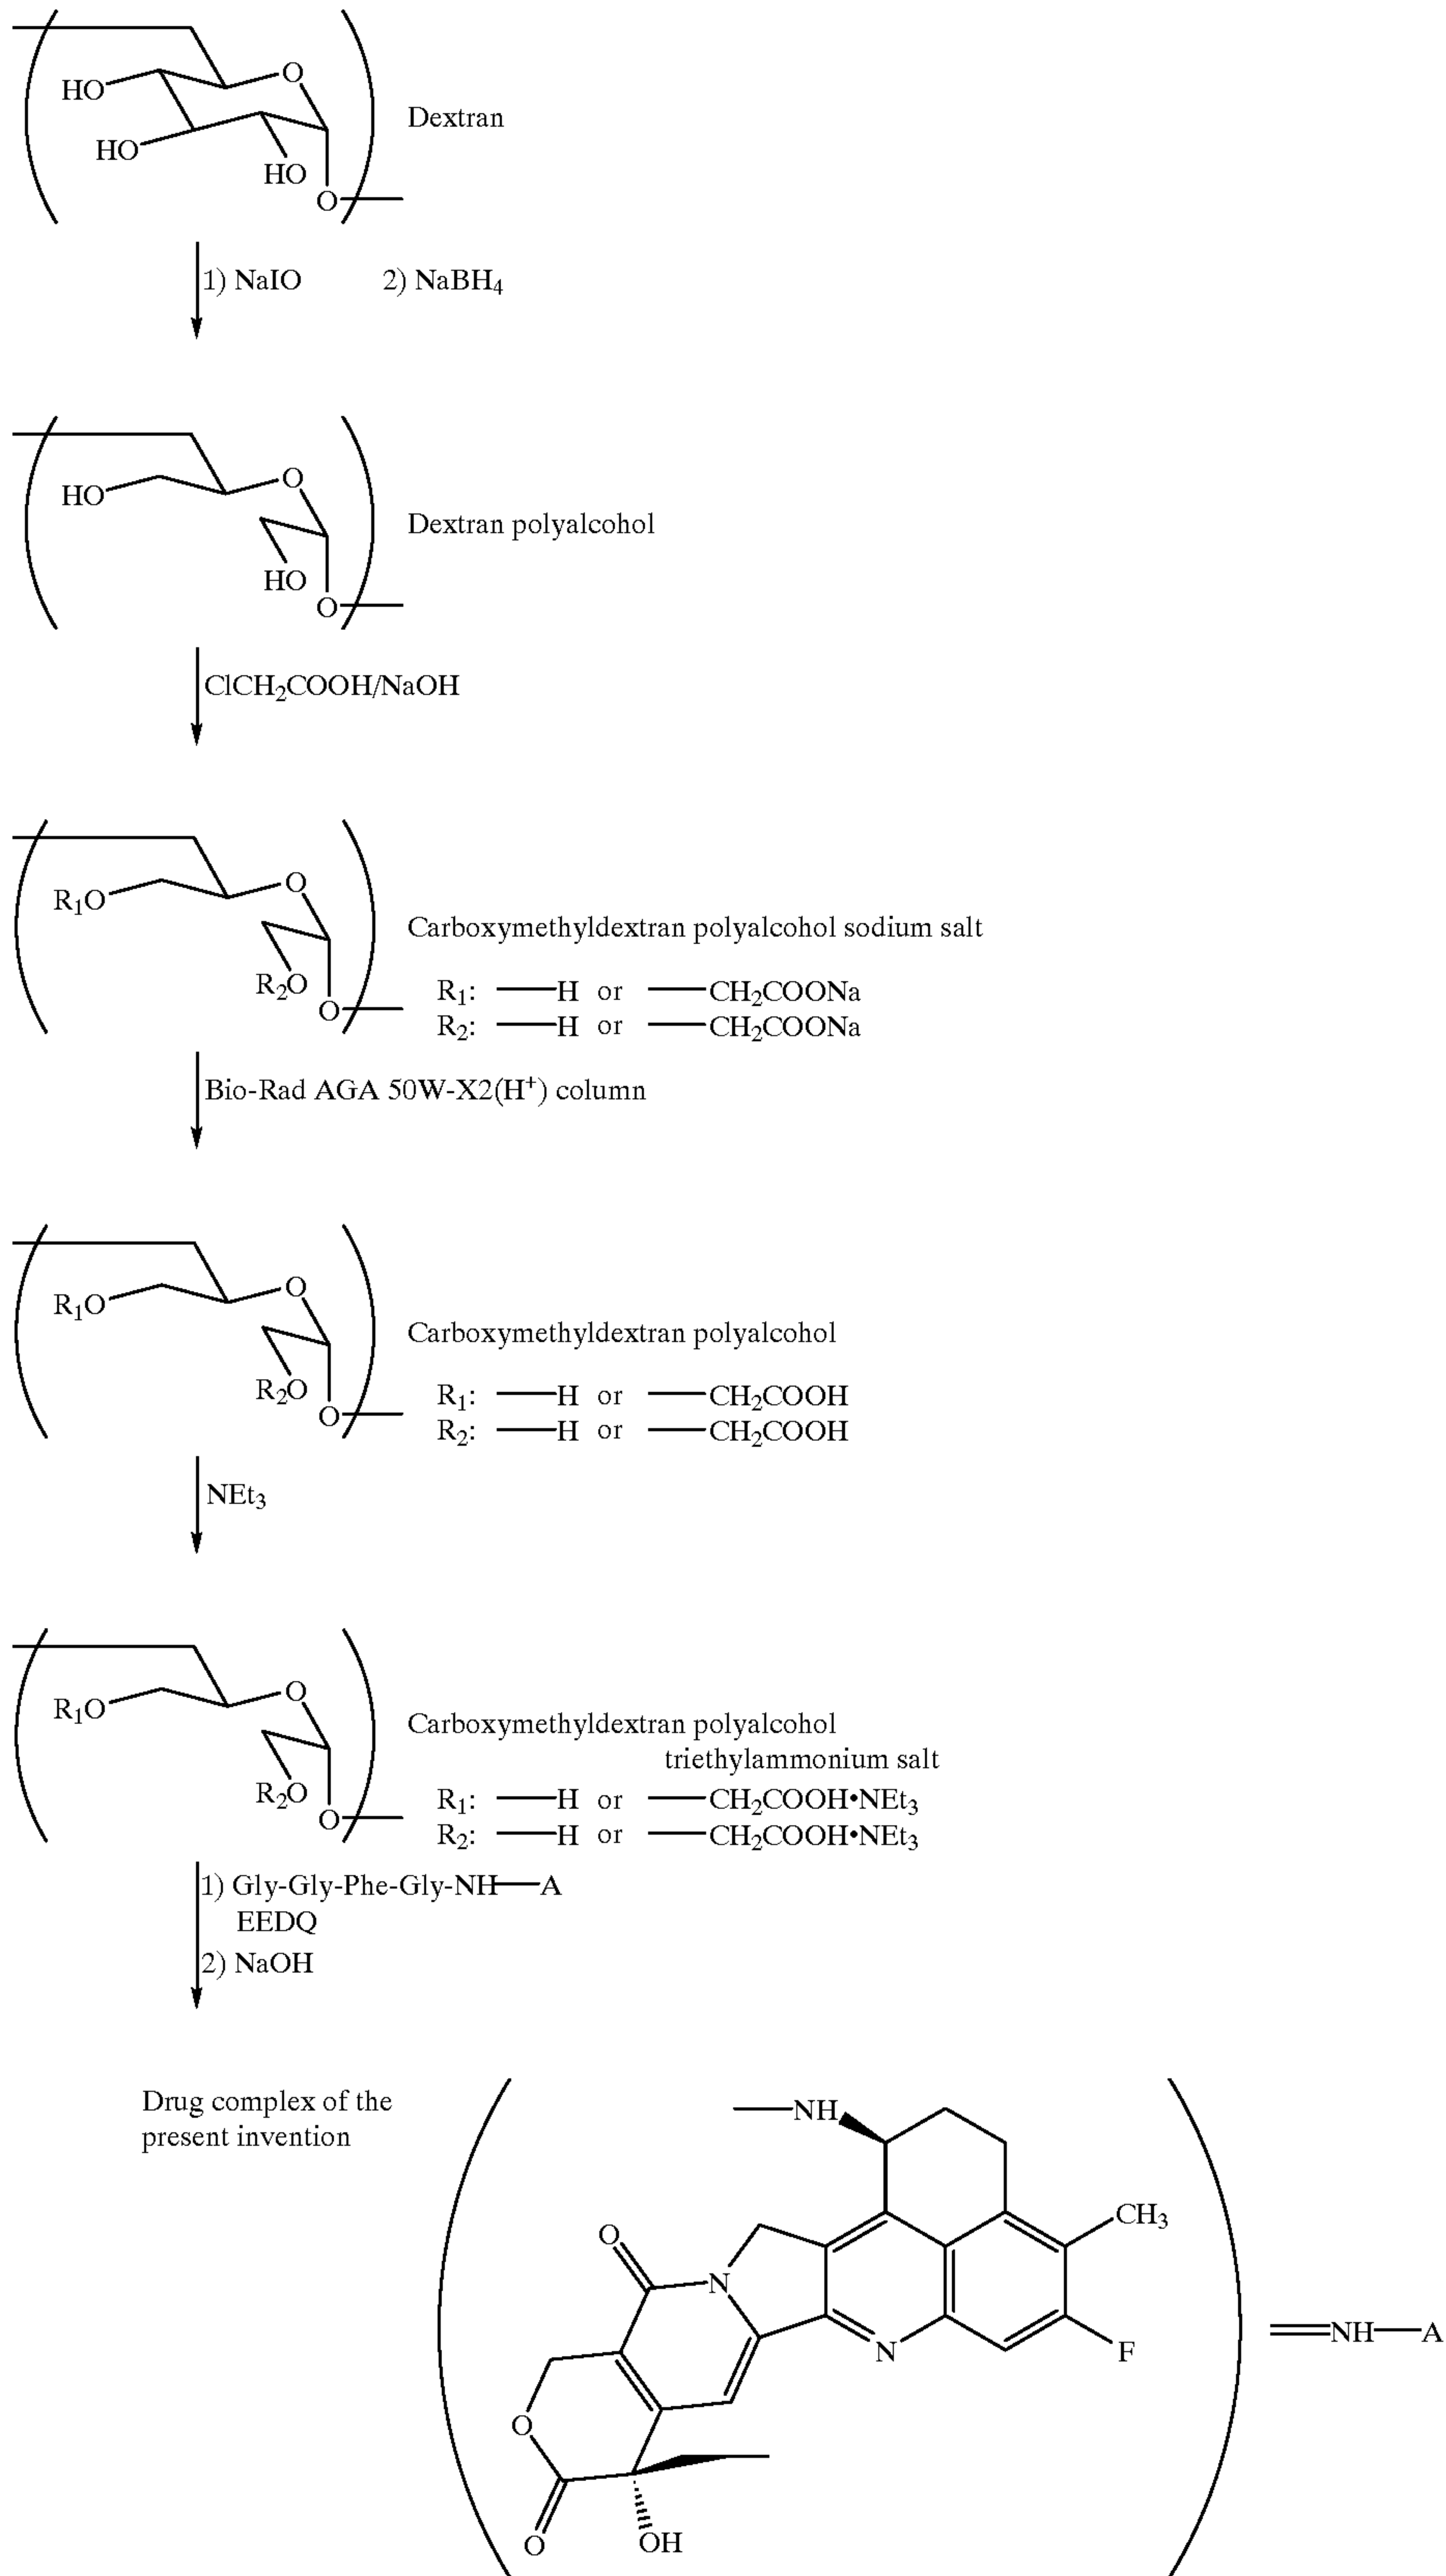 O
HO
HO
HO
O
Dextran
1) NaIO 2) NaBH4
O
HO
HO
O
Dextran polyalcohol
ClCH2COOH/NaOH
O
R1O
R2O
O
Carboxymethyldextran polyalcohol sodium salt
R1: —H or —CH2COONa
R2: —H or —CH2COONa
Bio-Rad AGA 50W-X2(H+) column
O
R1O
R2O
O
Carboxymethyldextran polyalcohol
R1: —H or —CH2COOH
R2: —H or —CH2COOH
NEt3
O
R1O
R2O
O
Carboxymethyldextran polyalcohol
triethylammonium salt
R1: —H or —CH2COOH•NEt3
R2: —H or —CH2COOH•NEt3
1) Gly-Gly-Phe-Gly-NH—A
EEDQ
2) NaOH
Drug complex of the
present invention
—NH
CH3
O
N
N
F
=NH—A
O
O
OH